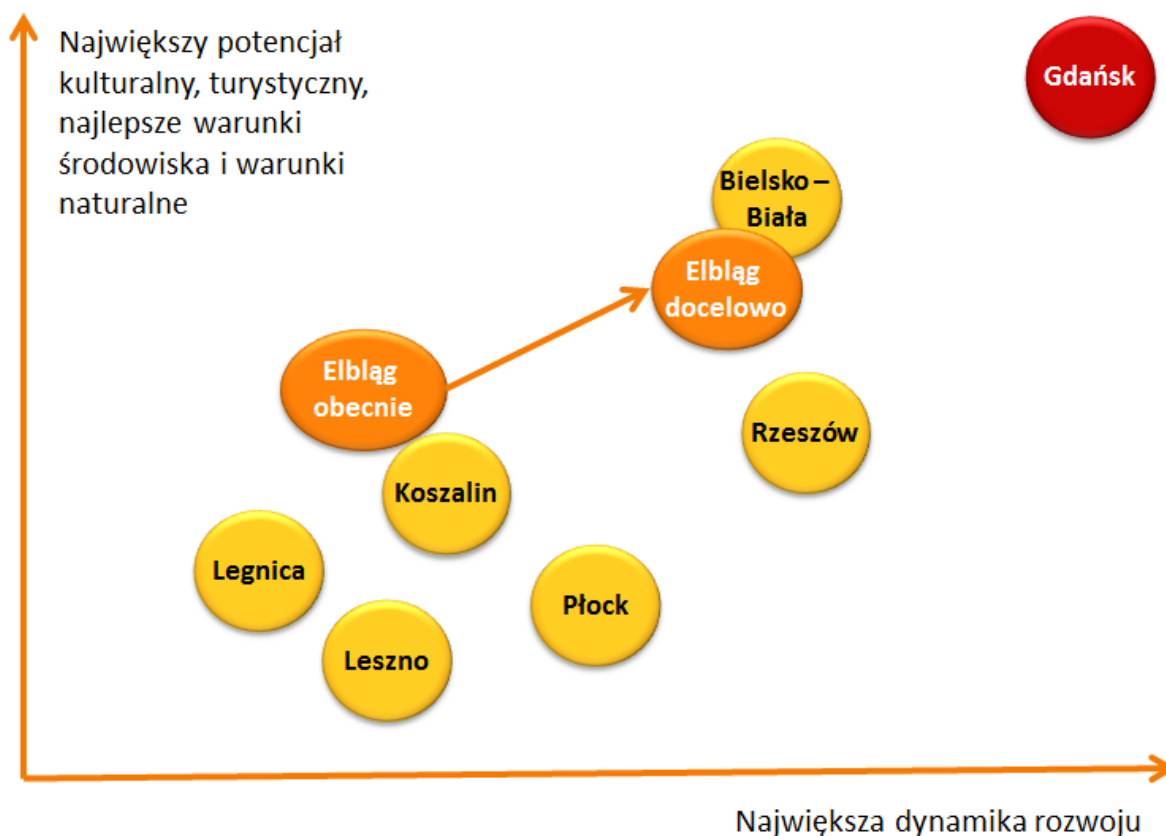 Największy potencjał
kulturalny, turystyczny,
najlepsze warunki
środowiska i warunki
naturalne
Gdańsk
Bielsko –
Biała
Elbląg
docelowo
Elbląg
obecnie
Rzeszów
Koszalin
Legnica
Płock
Leszno
Największa dynamika rozwoju